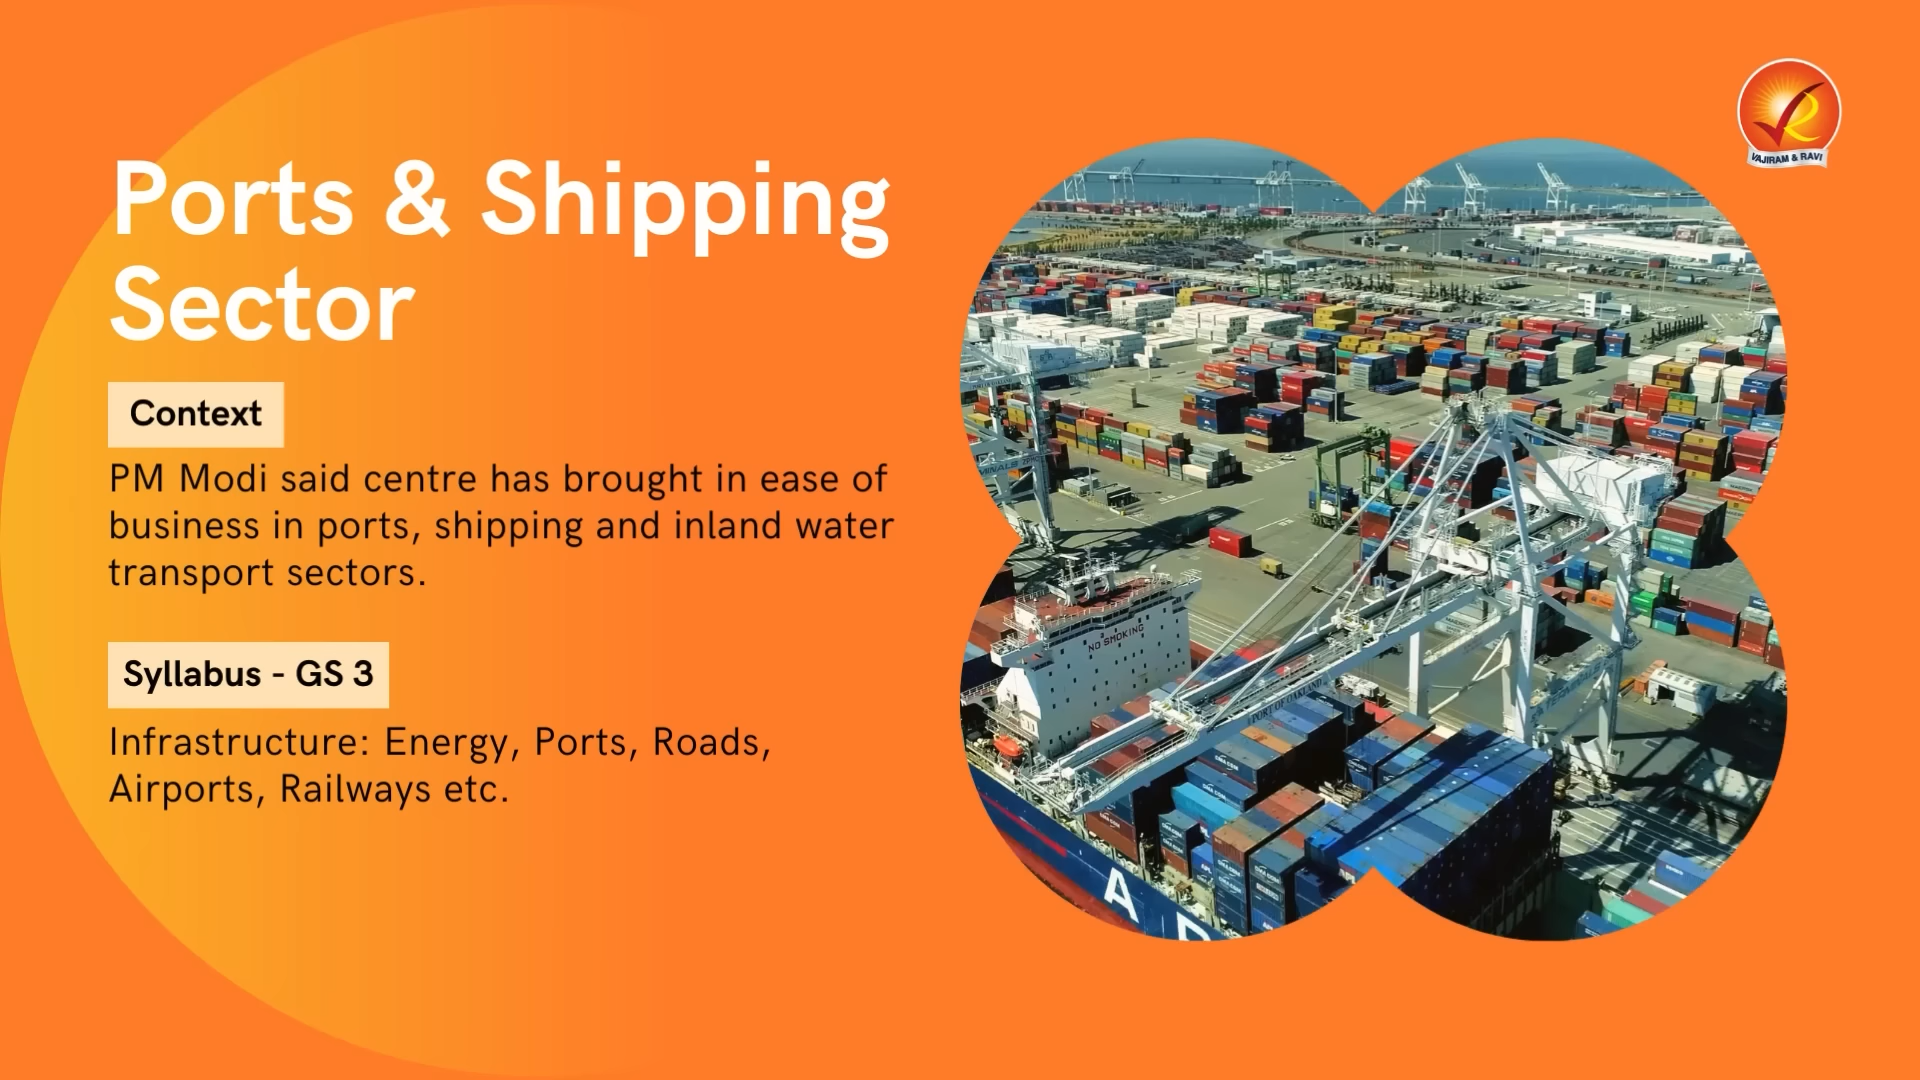 Ports & Shipping
Sector
Context
PM Modi said centre has brought in ease of
business in ports, shipping and inland water
transport sectors.
Syllabus - GS 3
Infrastructure: Energy, Ports, Roads,
Airports, Railways etc.
VAJIRAM & RAVI
NO SMOKING
PORT OF OAKLAND
CMA CGM
A